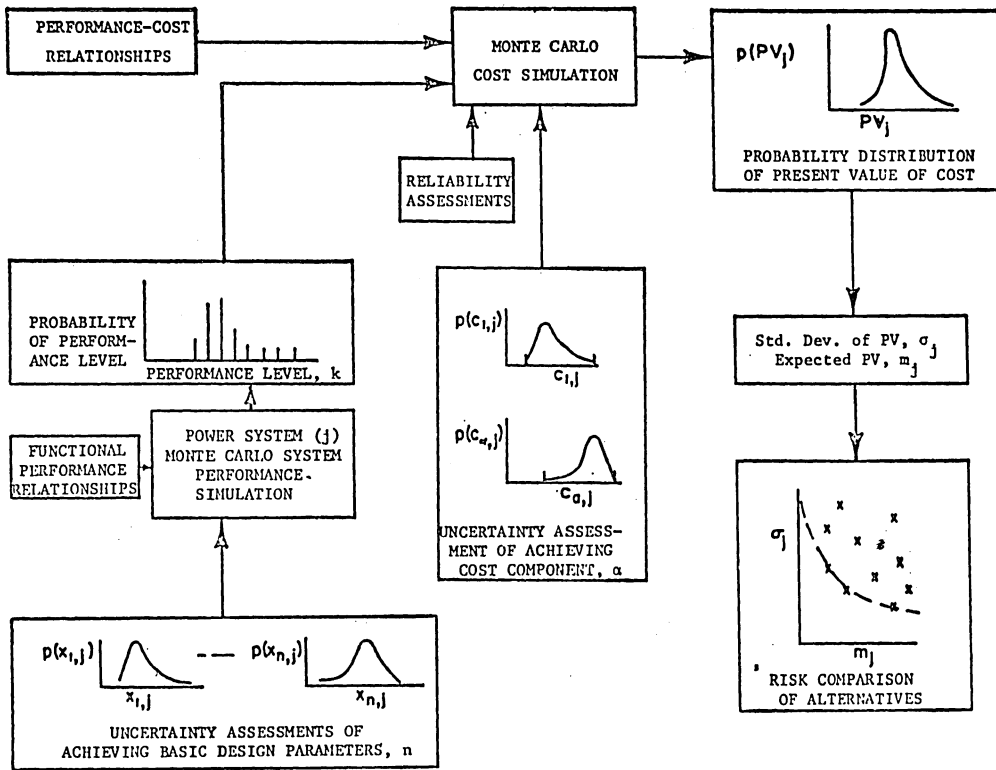 PERFORMANCE-COST
RELATIONSHIPS
MONTE CARLO
COST SIMULATION
p(PVj)
PVj
PROBABILITY DISTRIBUTION
OF PRESENT VALUE OF COST
RELIABILITY
ASSESSMENTS
PROBABILITY
OF PERFORM-
ANCE LEVEL
PERFORMANCE LEVEL, k
p(c1,j)
c1,j
p(cα,j)
cα,j
UNCERTAINTY ASSESS-
MENT OF ACHIEVING
COST COMPONENT, α
Std. Dev. of PV, σj
Expected PV, mj
FUNCTIONAL
PERFORMANCE
RELATIONSHIPS
POWER SYSTEM (j)
MONTE CARLO SYSTEM
PERFORMANCE-
SIMULATION
σj
mj
RISK COMPARISON
OF ALTERNATIVES
p(x1,j)
x1,j
p(xn,j)
xn,j
UNCERTAINTY ASSESSMENTS OF
ACHIEVING BASIC DESIGN PARAMETERS, n